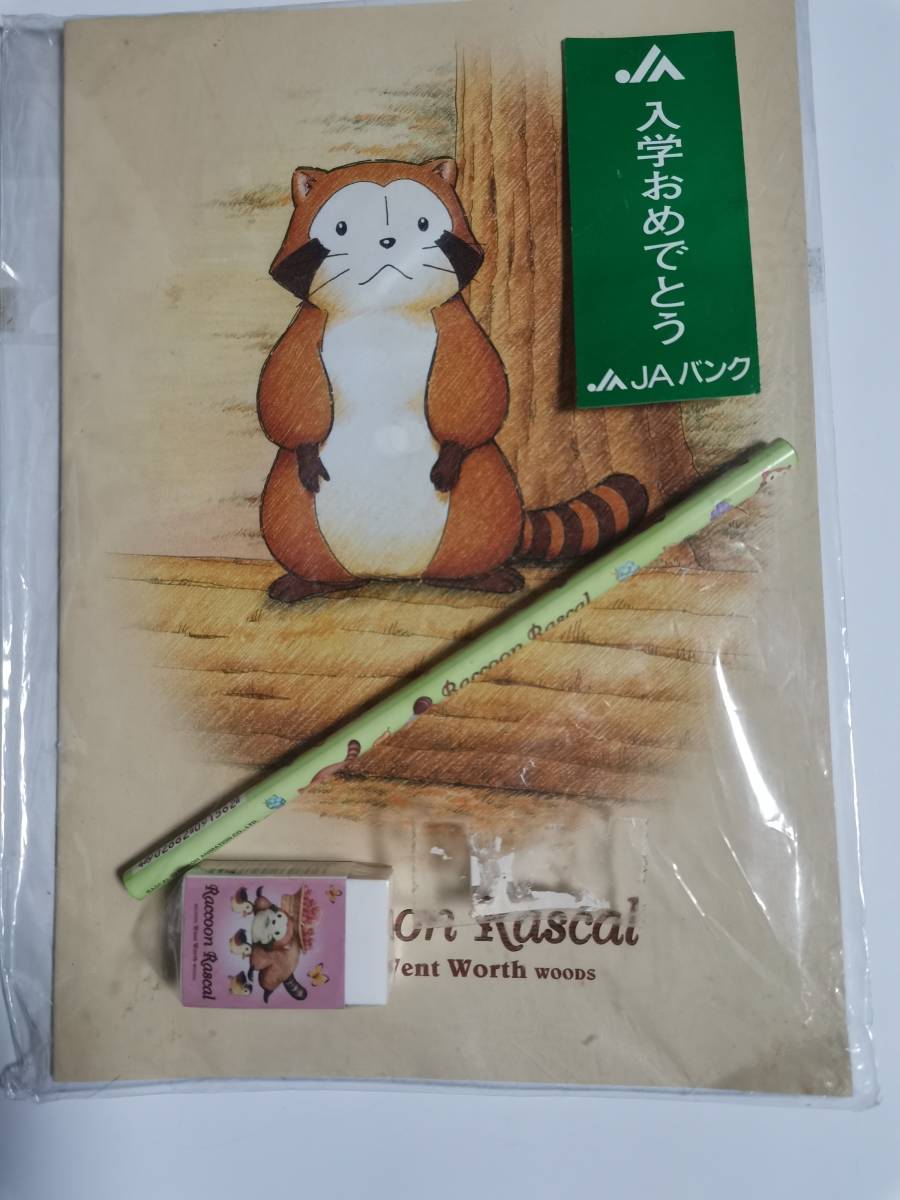 入学おめでとう
JAバンク
Raccoon Rascal
Raccoon Rascal
on Rascal
Went Worth WOODS